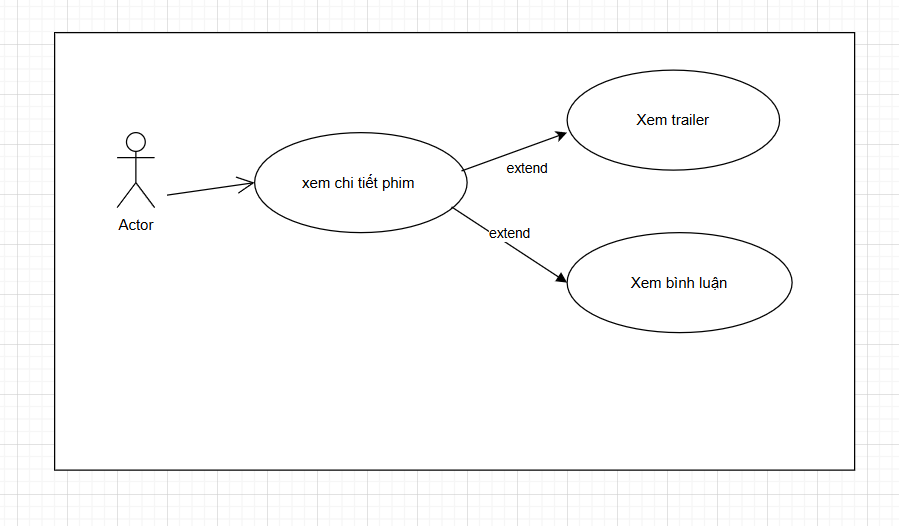 Xem trailer
extend
xem chi tiết phim
Actor
extend
Xem bình luận